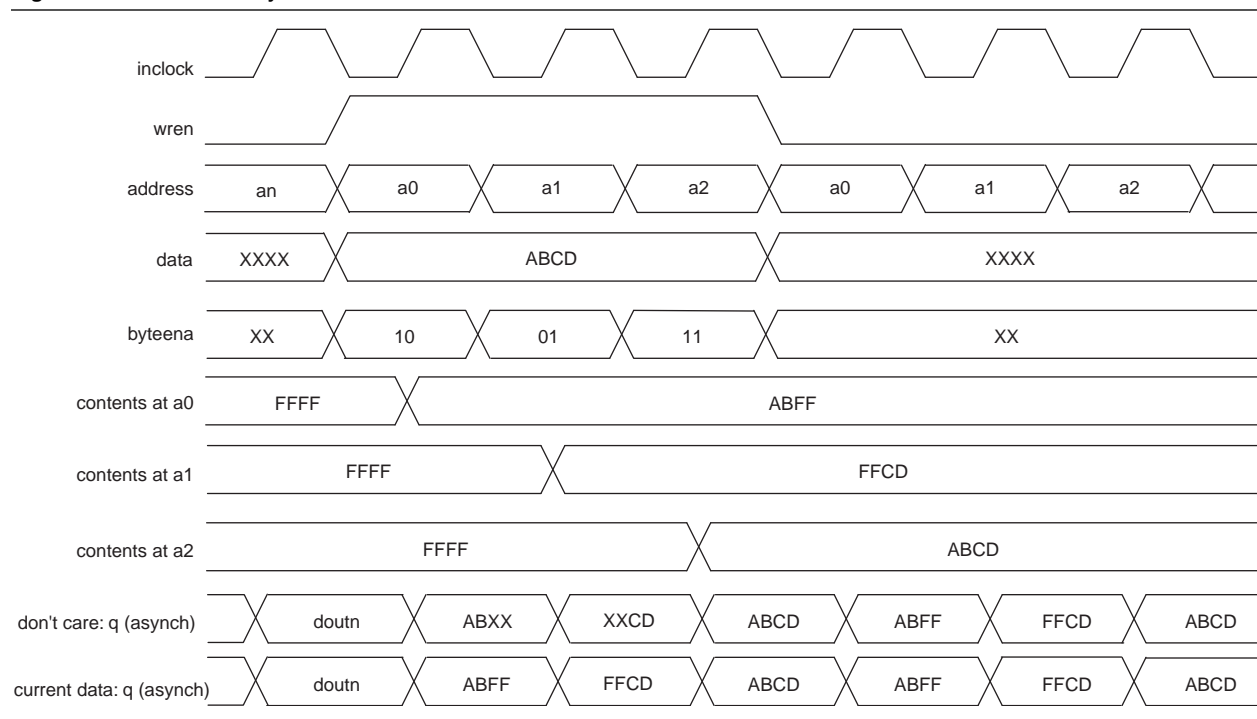 inclock
wren
address an a0 a1 a2 a0 a1 a2
data XXXX ABCD XXXX
byteena XX 10 01 11 XX
contents at a0 FFFF ABFF
contents at a1 FFFF FFCD
contents at a2 FFFF ABCD
don't care: q (asynch) doutn ABXX XXCD ABCD ABFF FFCD ABCD
current data: q (asynch) doutn ABFF FFCD ABCD ABFF FFCD ABCD